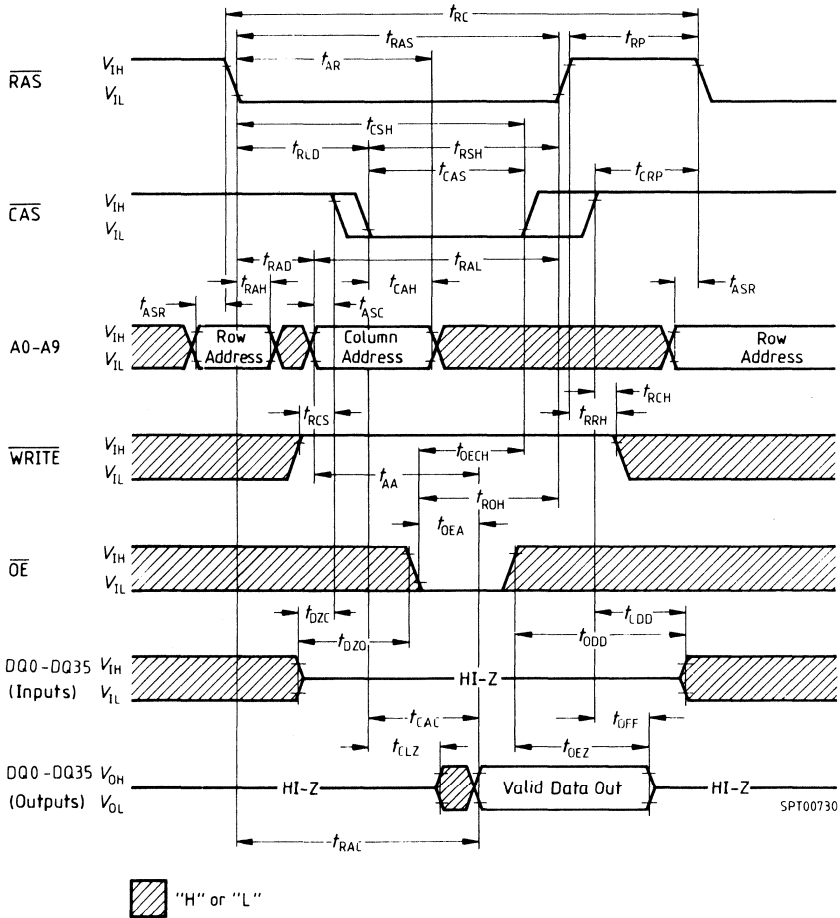 tRC
tRAS
tRP
tAR
RAS
VIH
VIL
tCSH
tRLD
tRSH
tCAS
tCRP
CAS
VIH
VIL
tRAD
tRAL
tRAH
tCAH
tASR
tASC
tASR
A0-A9
VIH
VIL
Row
Address
Column
Address
Row
Address
tRCH
tRCS
tRRH
WRITE
VIH
VIL
tOECH
tAA
tROH
tOEA
OE
VIH
VIL
tDZC
tCDD
tDZO
tODD
DQ0-DQ35 VIH
(Inputs) VIL
HI-Z
tCAC
tOFF
tCLZ
tOEZ
DQ0-DQ35 VOH
(Outputs) VOL
HI-Z
Valid Data Out
HI-Z
SPT00730
tRAC
"H" or "L"